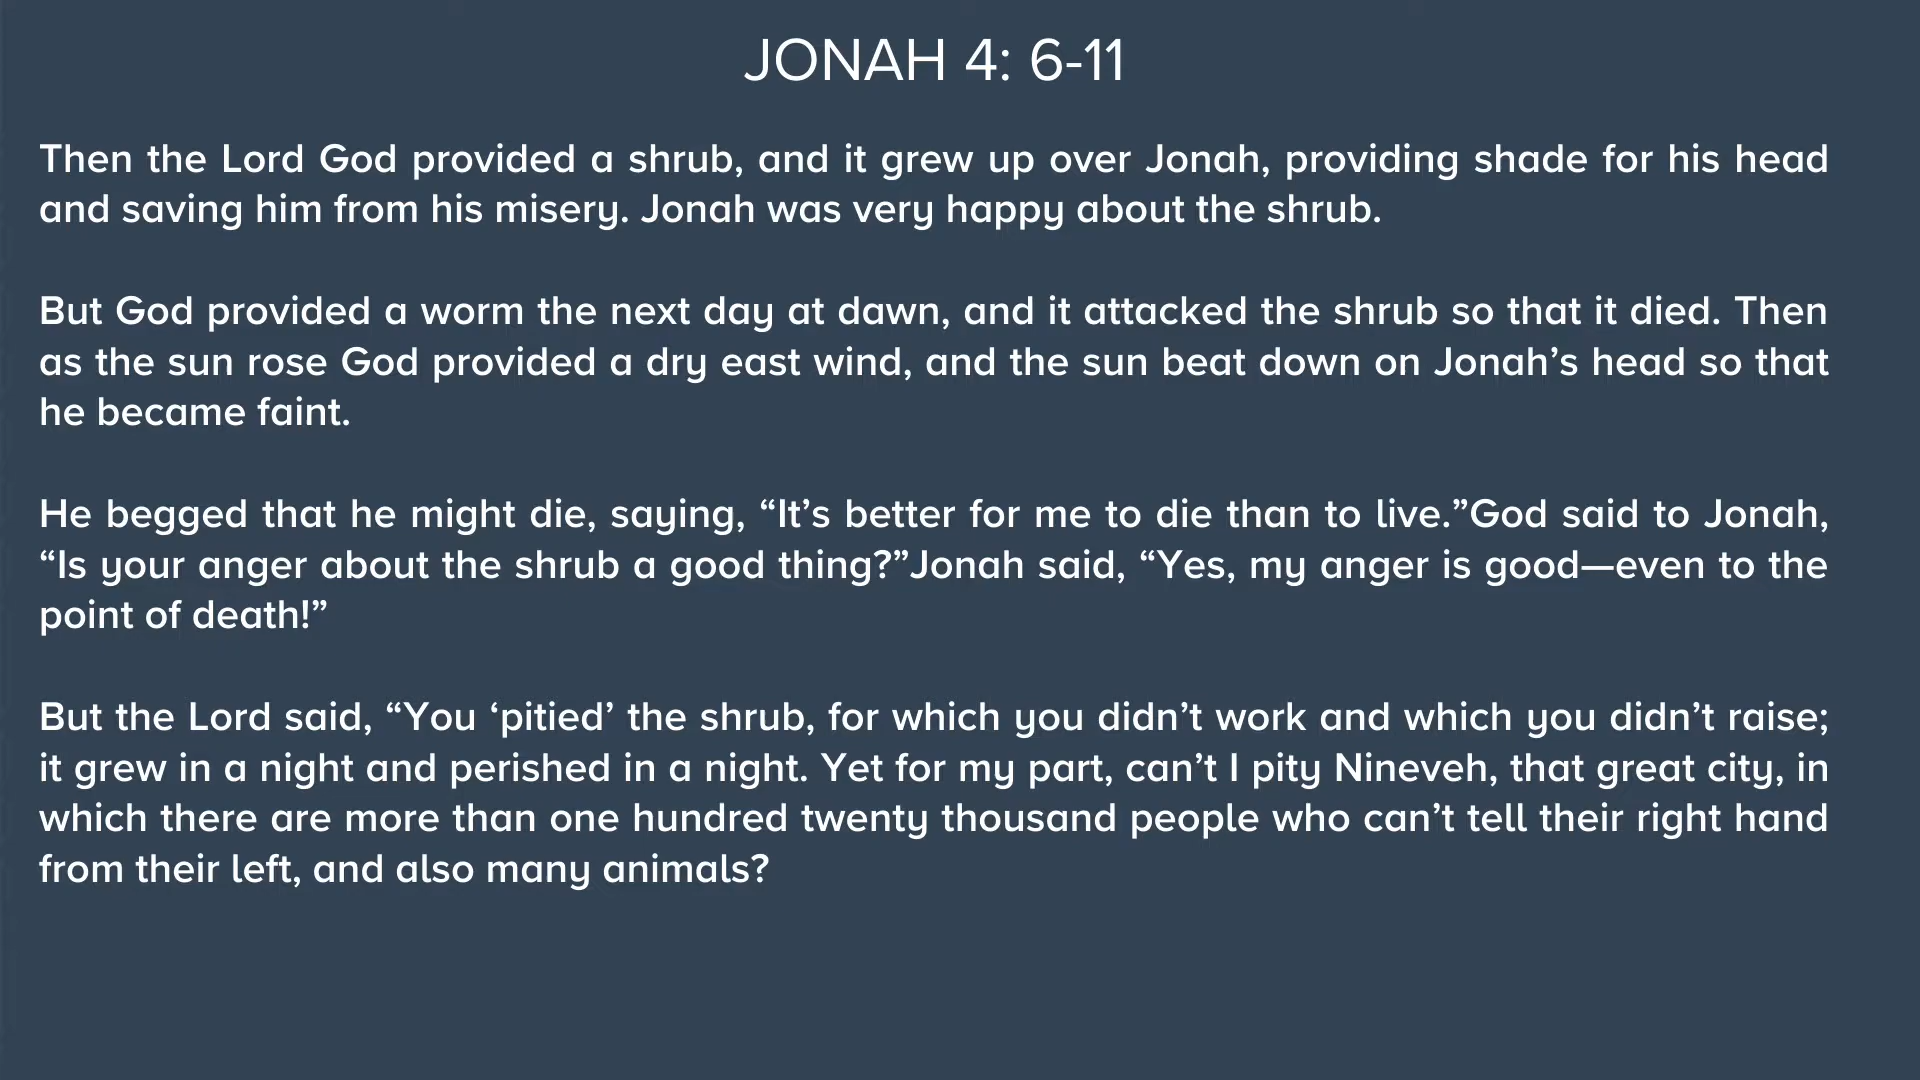 JONAH 4: 6-11
Then the Lord God provided a shrub, and it grew up over Jonah, providing shade for his head
and saving him from his misery. Jonah was very happy about the shrub.
But God provided a worm the next day at dawn, and it attacked the shrub so that it died. Then
as the sun rose God provided a dry east wind, and the sun beat down on Jonah’s head so that
he became faint.
He begged that he might die, saying, “It’s better for me to die than to live.”God said to Jonah,
“Is your anger about the shrub a good thing?”Jonah said, “Yes, my anger is good—even to the
point of death!”
But the Lord said, “You ‘pitied’ the shrub, for which you didn’t work and which you didn’t raise;
it grew in a night and perished in a night. Yet for my part, can’t I pity Nineveh, that great city, in
which there are more than one hundred twenty thousand people who can’t tell their right hand
from their left, and also many animals?